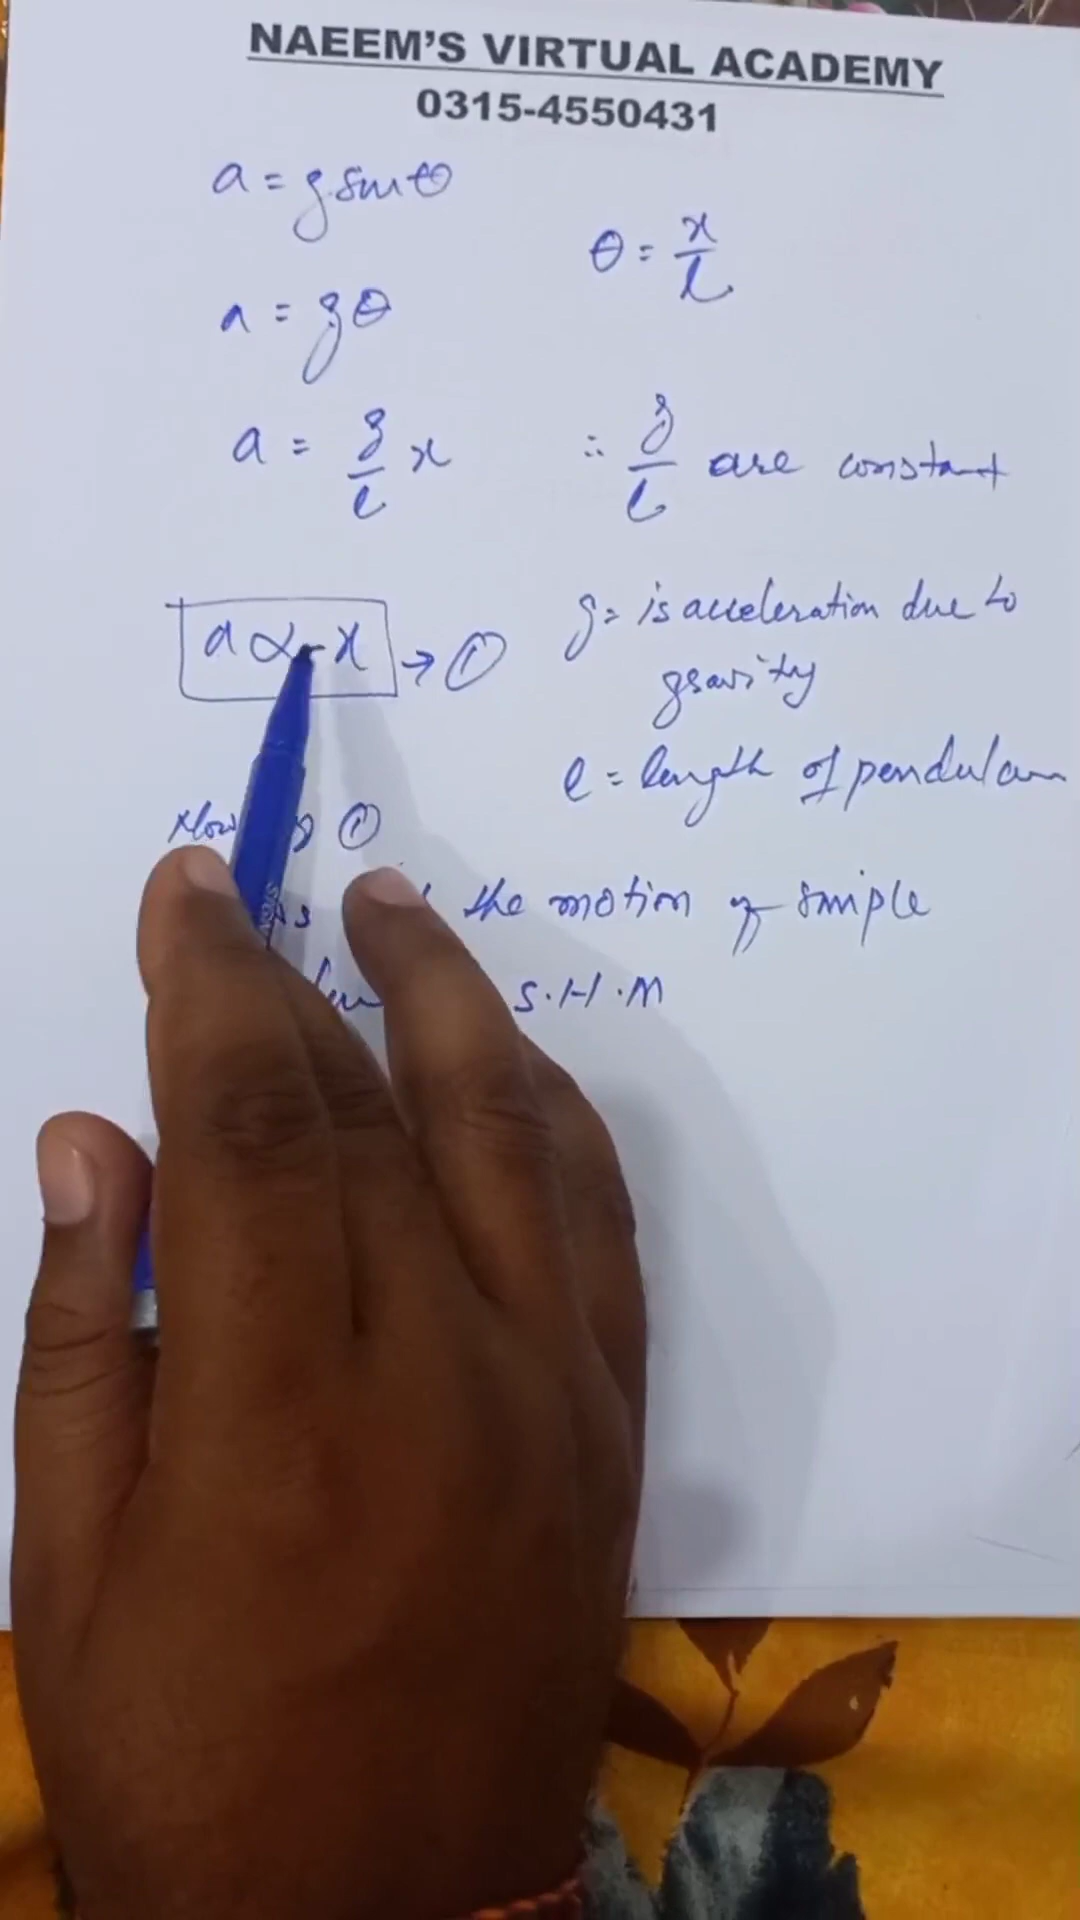 NAEEM'S VIRTUAL ACADEMY
0315-4550431
a = g sinθ
θ = x/l
a = gθ
a = g/l x
∴ g/l are constant
a ∝ -x → ①
g = is acceleration due to
gravity
l = length of pendulum
Now ①
the motion of simple
S.H.M